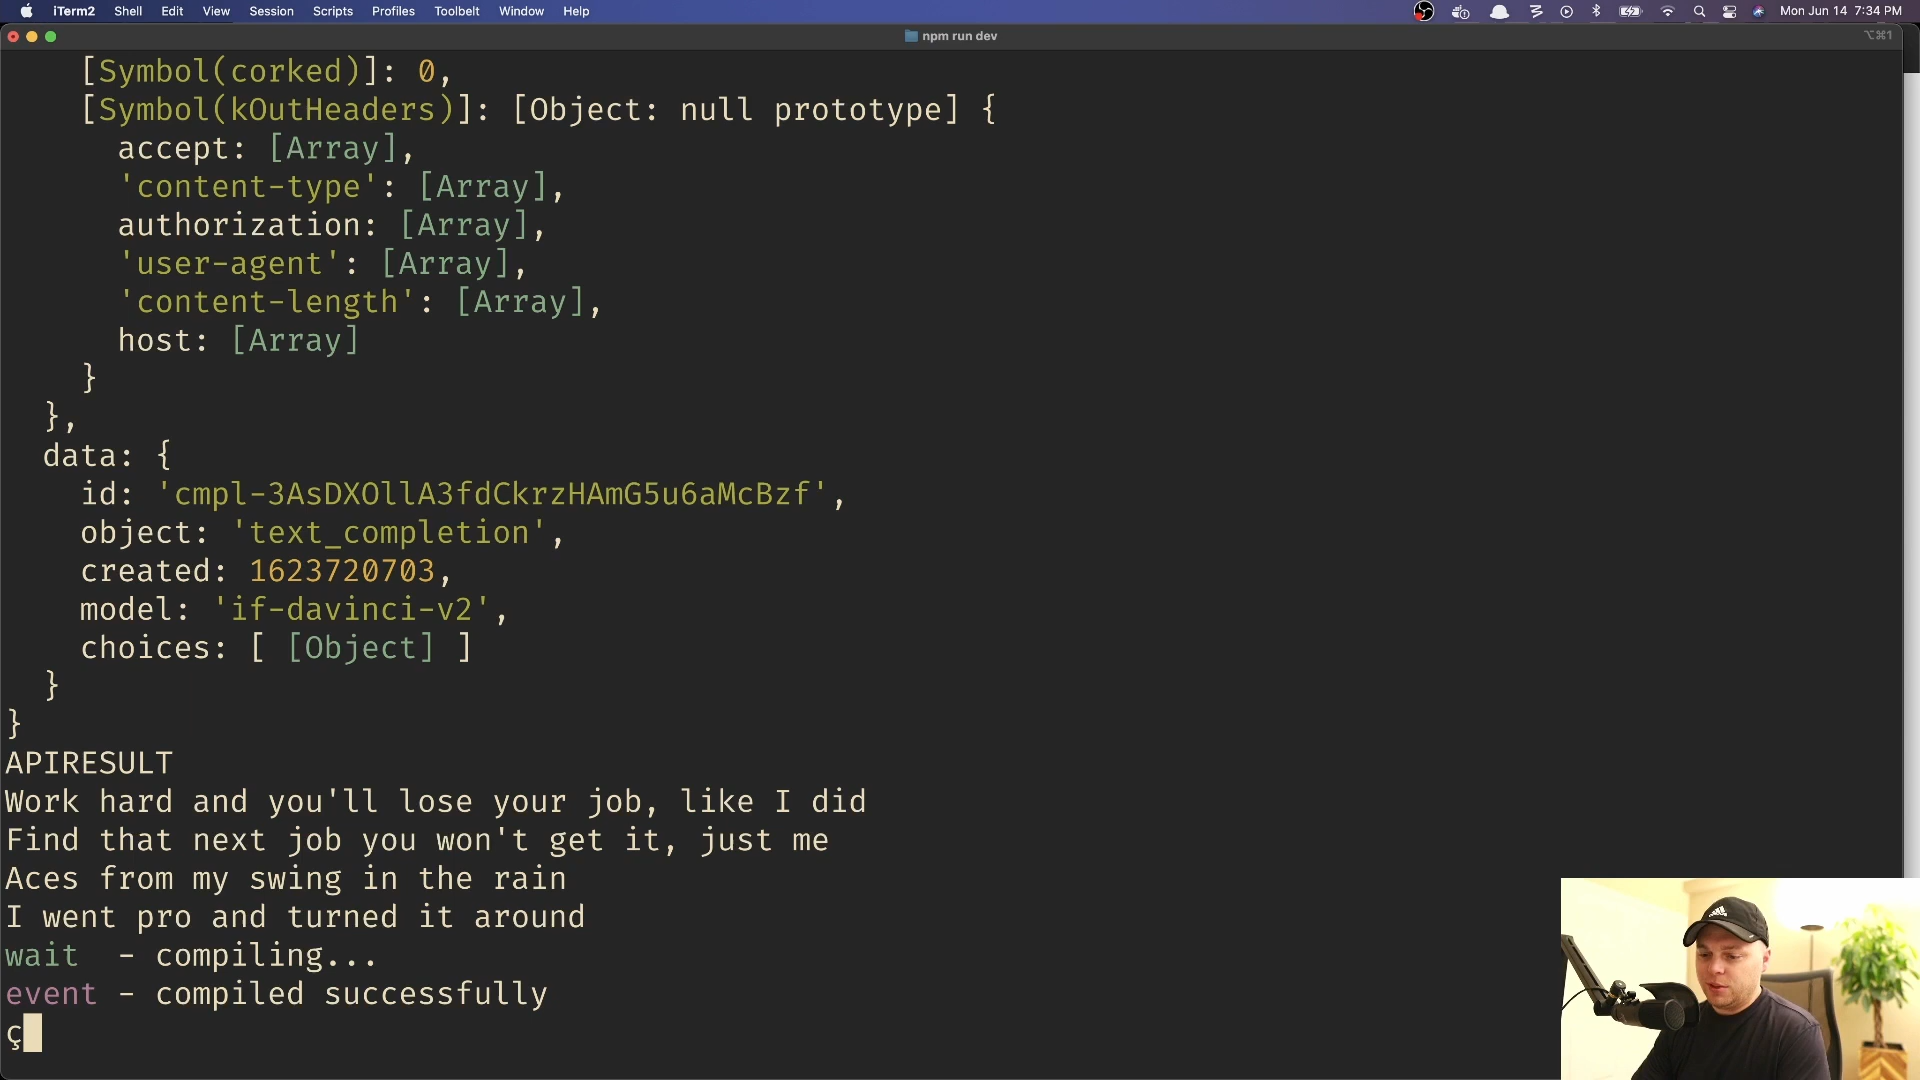 iTerm2 Shell Edit View Session Scripts Profiles Toolbelt Window Help Mon Jun 14 7:34 PM
npm run dev ⌥⌘1
[Symbol(corked)]: 0,
[Symbol(kOutHeaders)]: [Object: null prototype] {
accept: [Array],
'content-type': [Array],
authorization: [Array],
'user-agent': [Array],
'content-length': [Array],
host: [Array]
}
},
data: {
id: 'cmpl-3AsDXOllA3fdCkrzHAmG5u6aMcBzf',
object: 'text_completion',
created: 1623720703,
model: 'if-davinci-v2',
choices: [ [Object] ]
}
}
APIRESULT
Work hard and you'll lose your job, like I did
Find that next job you won't get it, just me
Aces from my swing in the rain
I went pro and turned it around
wait - compiling...
event - compiled successfully
ç